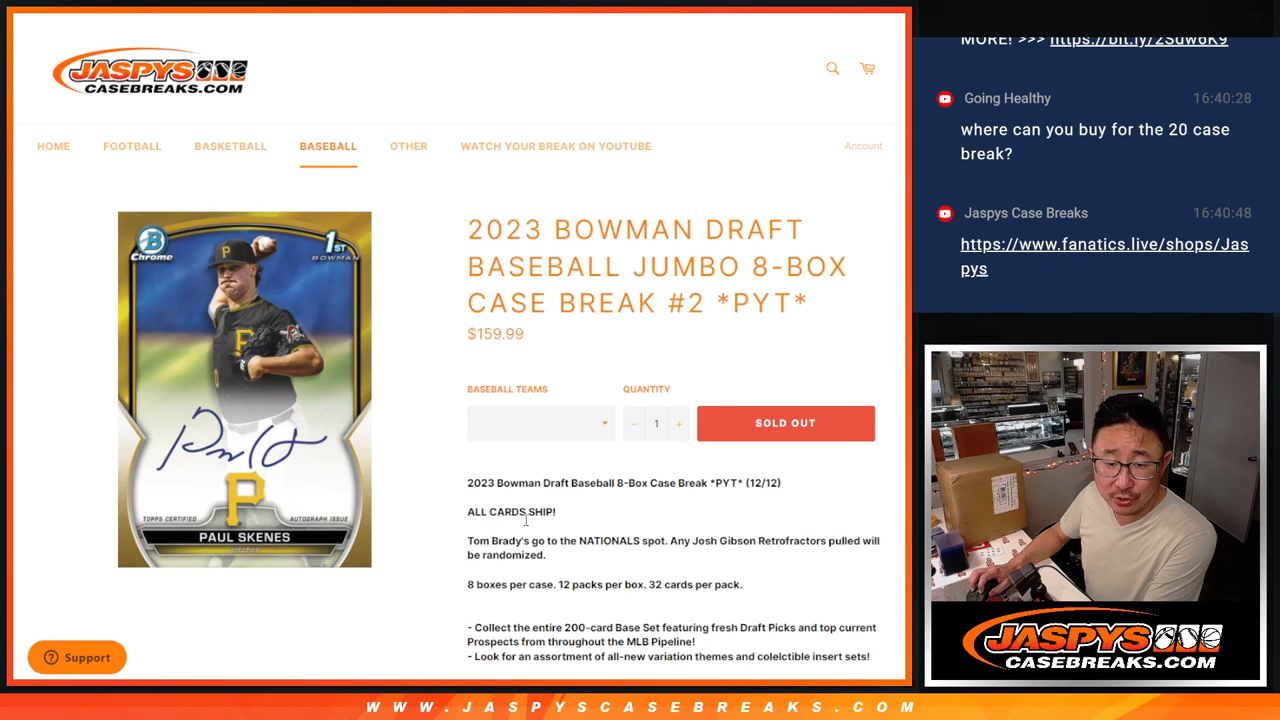 JASPYS
CASEBREAKS.COM
HOME FOOTBALL BASKETBALL BASEBALL OTHER WATCH YOUR BREAK ON YOUTUBE Account
B
Chrome
1ST
BOWMAN
P
P
TOPPS CERTIFIED AUTOGRAPH ISSUE
PAUL SKENES
pitcher
2023 BOWMAN DRAFT
BASEBALL JUMBO 8-BOX
CASE BREAK #2 *PYT*
$159.99
BASEBALL TEAMS QUANTITY
− 1 + SOLD OUT
2023 Bowman Draft Baseball 8-Box Case Break *PYT* (12/12)
ALL CARDS SHIP!
Tom Brady's go to the NATIONALS spot. Any Josh Gibson Retrofractors pulled will
be randomized.
8 boxes per case. 12 packs per box. 32 cards per pack.
- Collect the entire 200-card Base Set featuring fresh Draft Picks and top current
Prospects from throughout the MLB Pipeline!
- Look for an assortment of all-new variation themes and colelctible insert sets!
? Support
MORE! >>> https://bit.ly/2Sdw6K9
Going Healthy 16:40:28
where can you buy for the 20 case
break?
Jaspys Case Breaks 16:40:48
https://www.fanatics.live/shops/Jas
pys
JASPYS
CASEBREAKS.COM
WWW.JASPYSCASEBREAKS.COM